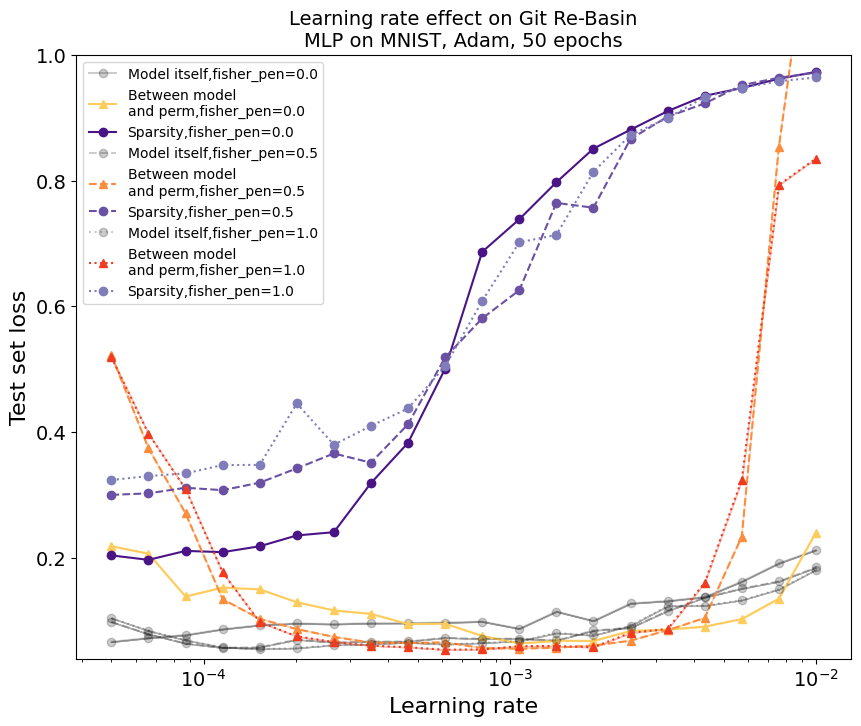 Learning rate effect on Git Re-Basin
MLP on MNIST, Adam, 50 epochs
Model itself,fisher_pen=0.0
Between model
and perm,fisher_pen=0.0
Sparsity,fisher_pen=0.0
Model itself,fisher_pen=0.5
Between model
and perm,fisher_pen=0.5
Sparsity,fisher_pen=0.5
Model itself,fisher_pen=1.0
Between model
and perm,fisher_pen=1.0
Sparsity,fisher_pen=1.0
Test set loss
1.0
0.8
0.6
0.4
0.2
10⁻⁴ 10⁻³ 10⁻²
Learning rate